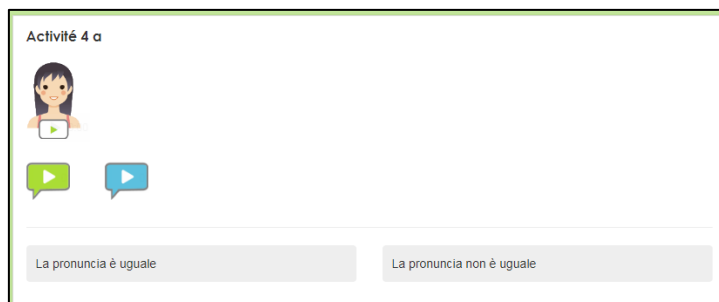 Activité 4 a
La pronuncia è uguale
La pronuncia non è uguale